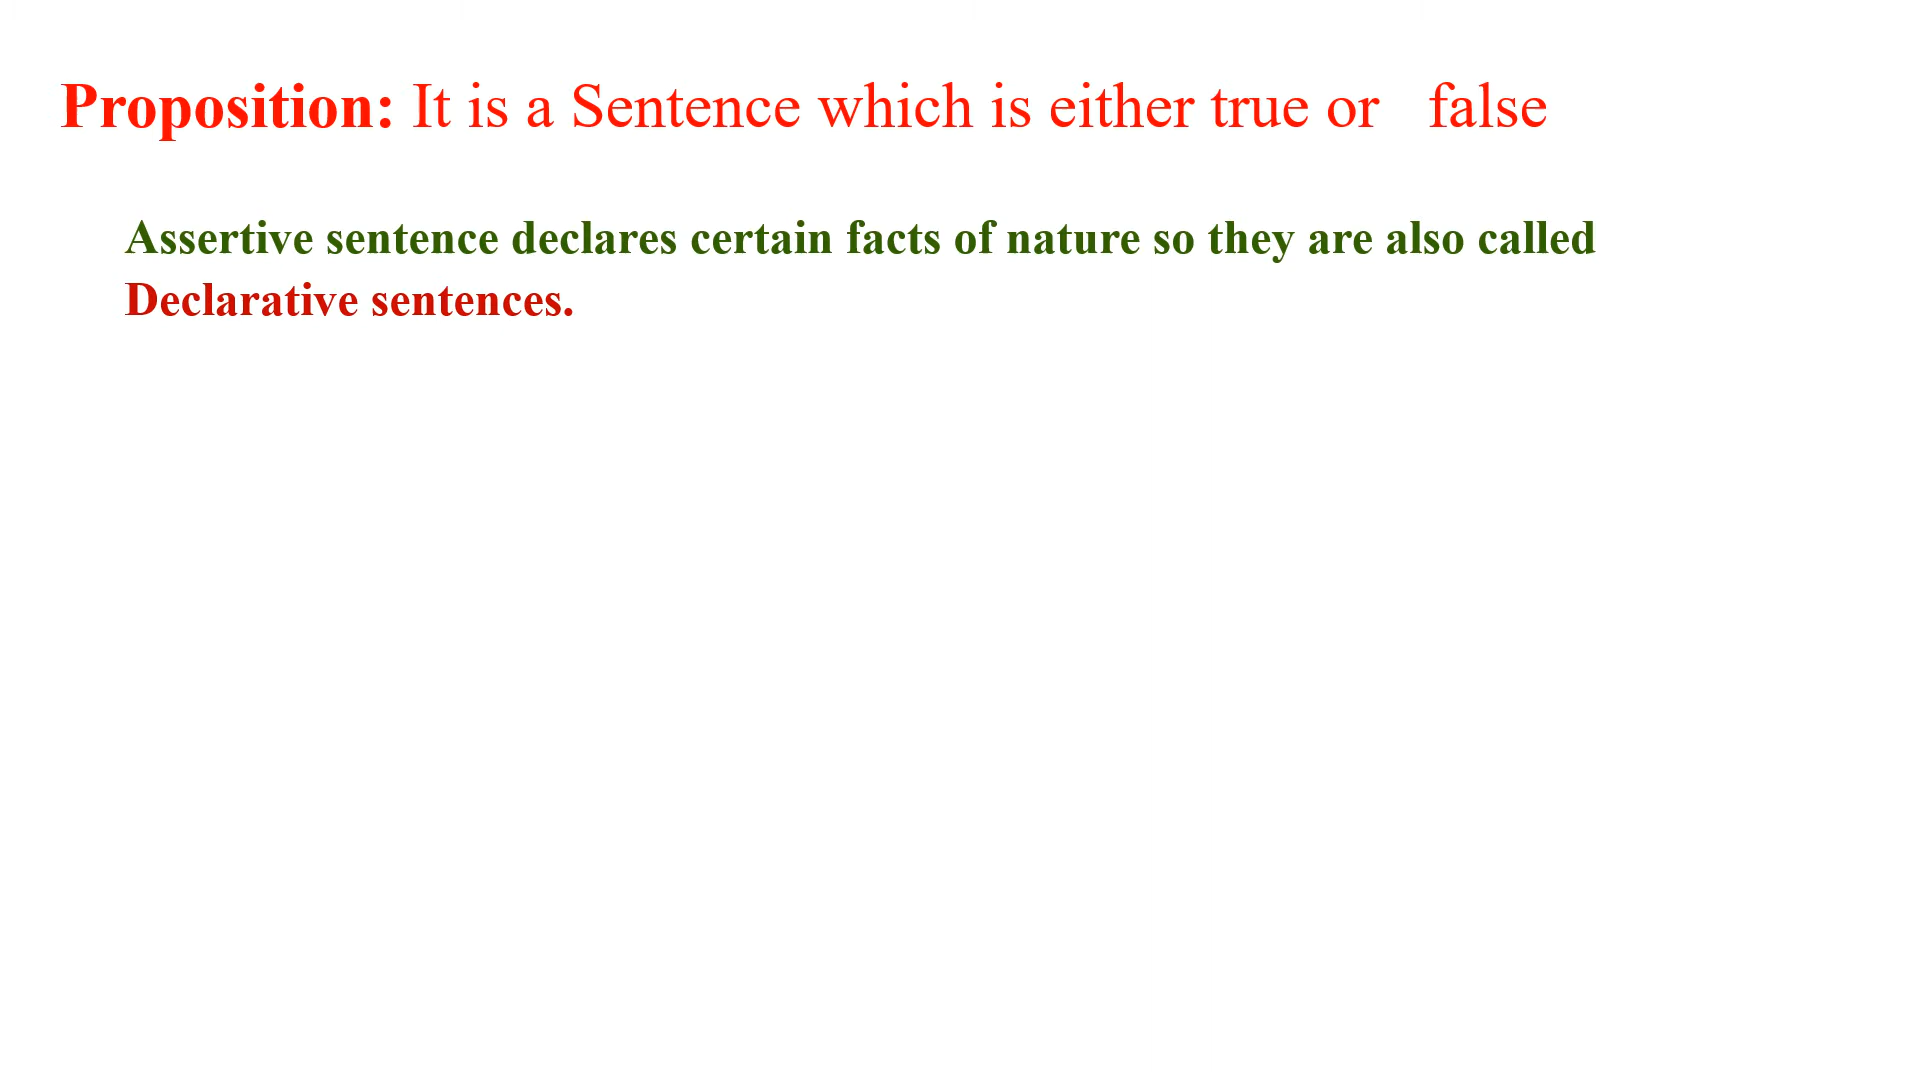 Proposition: It is a Sentence which is either true or false
Assertive sentence declares certain facts of nature so they are also called
Declarative sentences.